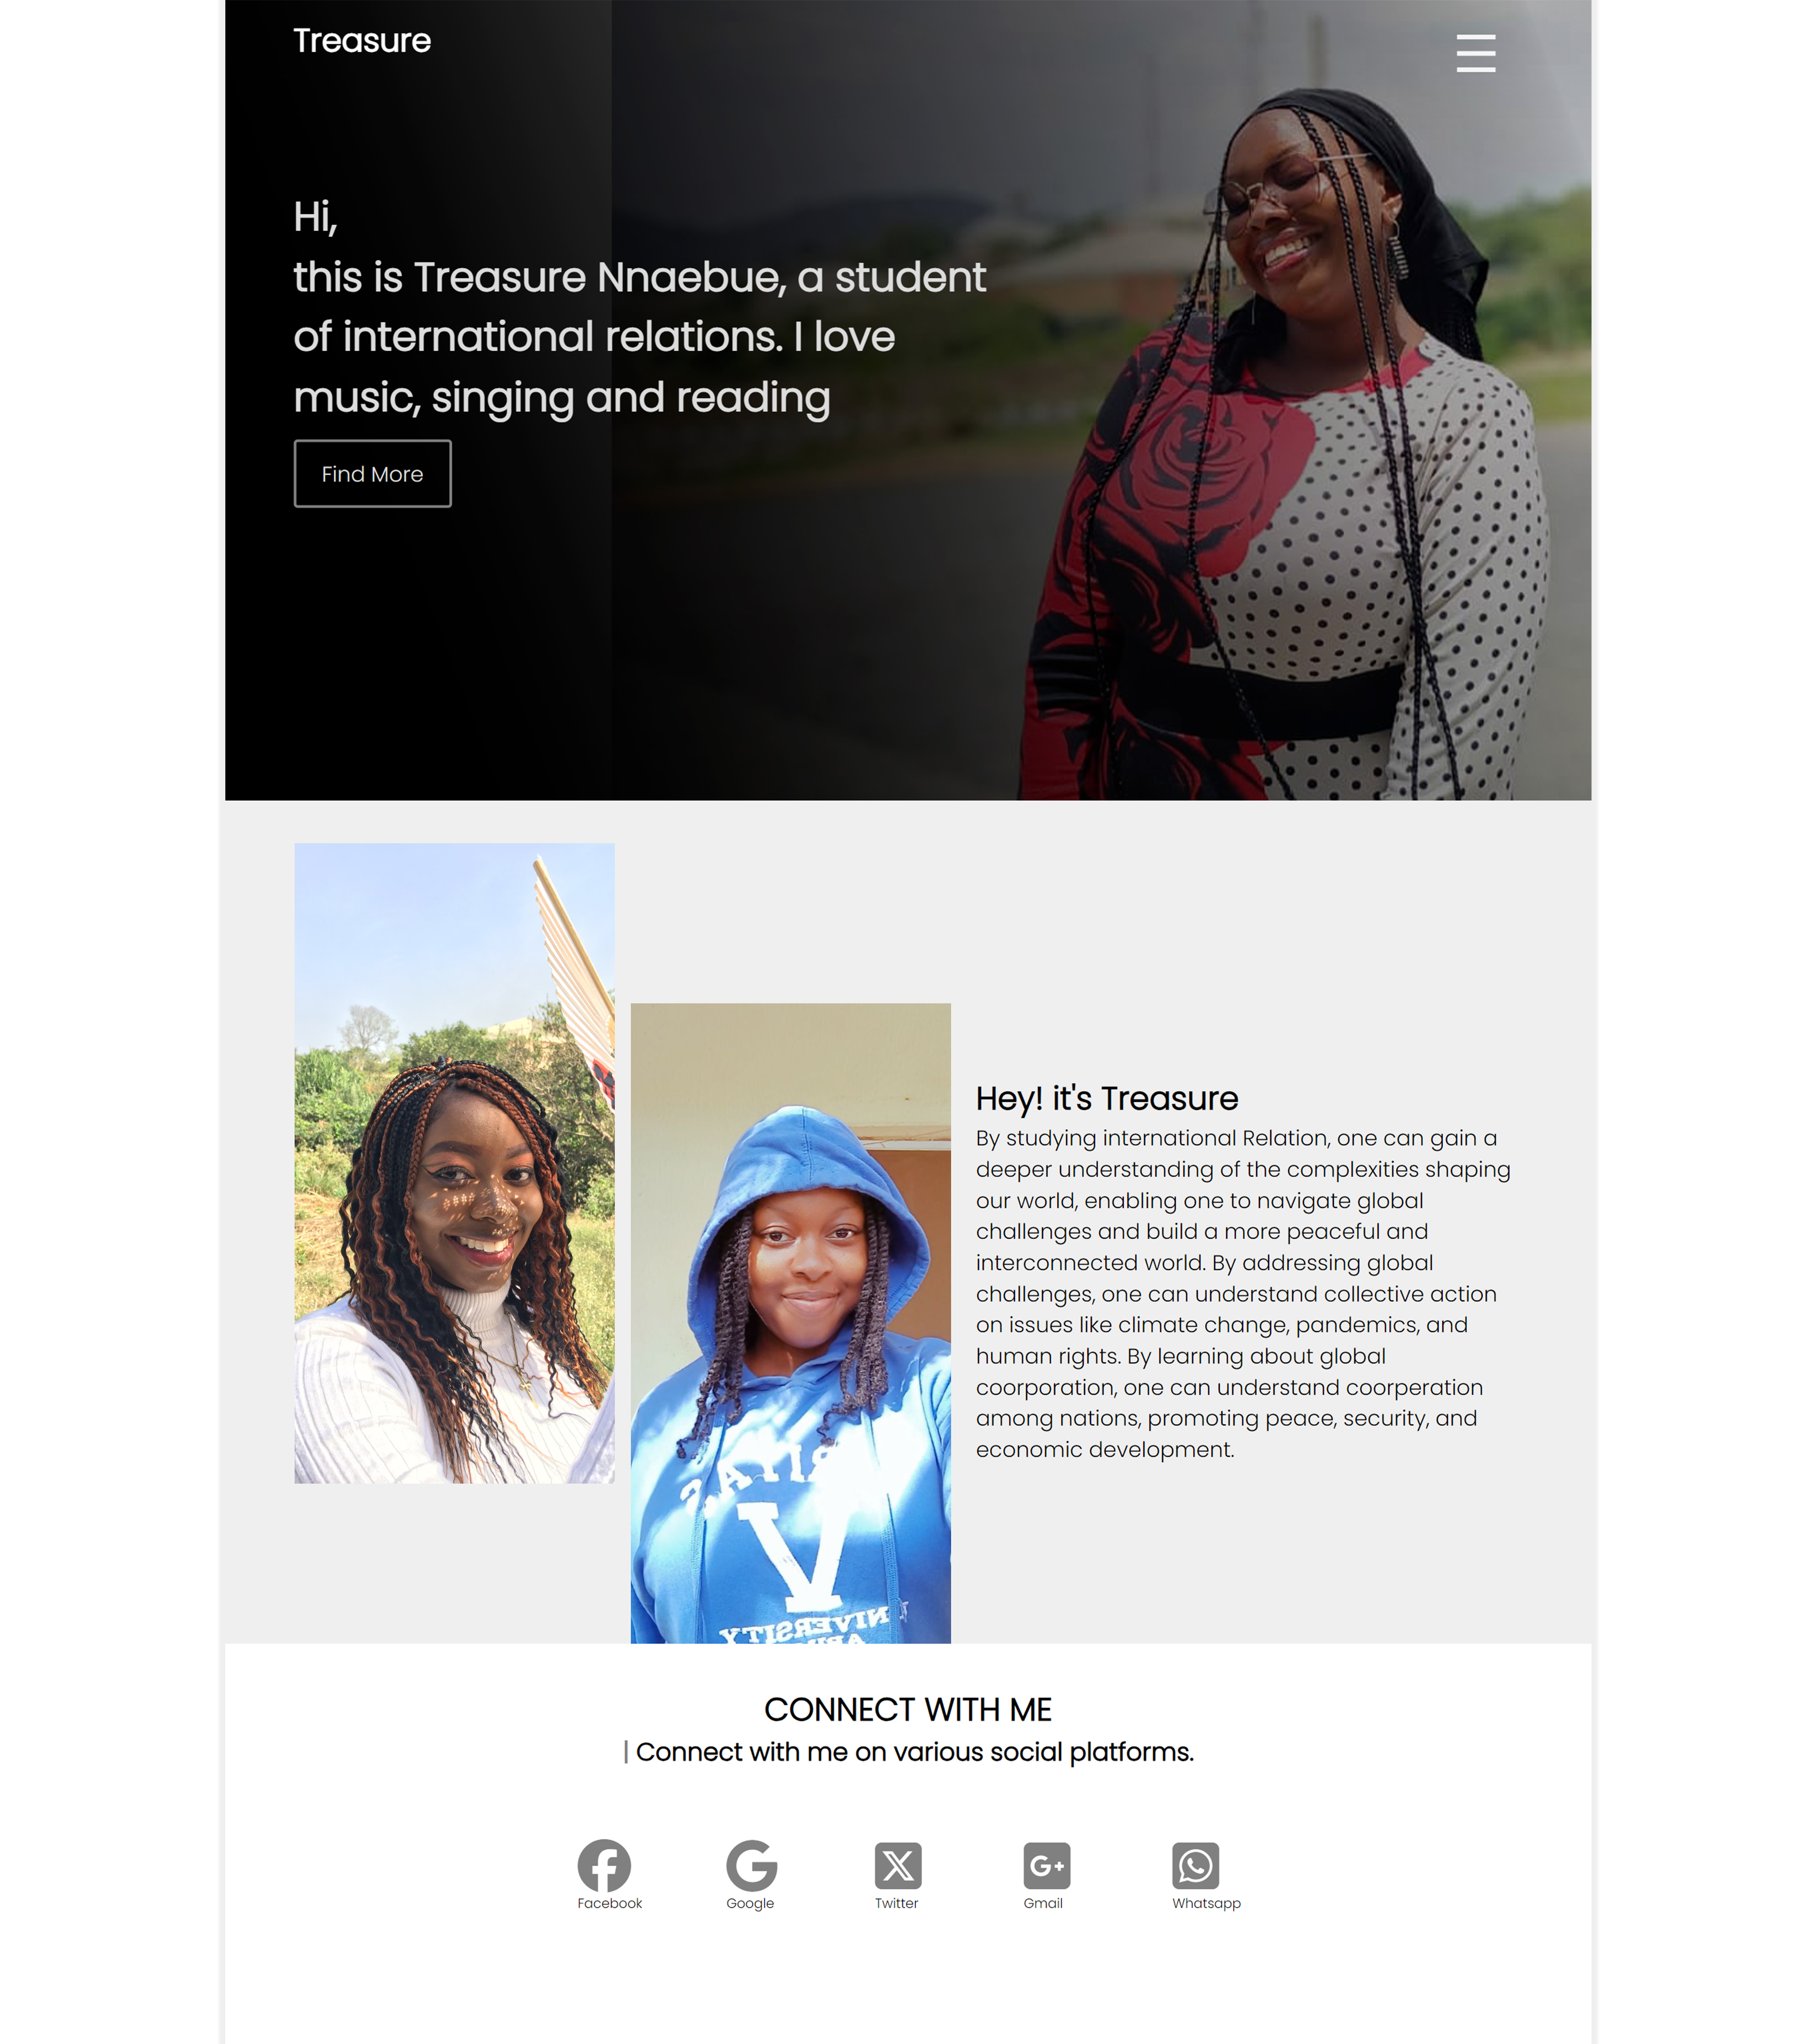 Treasure
Hi,
this is Treasure Nnaebue, a student
of international relations. I love
music, singing and reading
Find More
Hey! it's Treasure
By studying international Relation, one can gain a
deeper understanding of the complexities shaping
our world, enabling one to navigate global
challenges and build a more peaceful and
interconnected world. By addressing global
challenges, one can understand collective action
on issues like climate change, pandemics, and
human rights. By learning about global
coorporation, one can understand coorperation
among nations, promoting peace, security, and
economic development.
V
UNIVERSITY
CONNECT WITH ME
| Connect with me on various social platforms.
Facebook
Google
Twitter
Gmail
Whatsapp